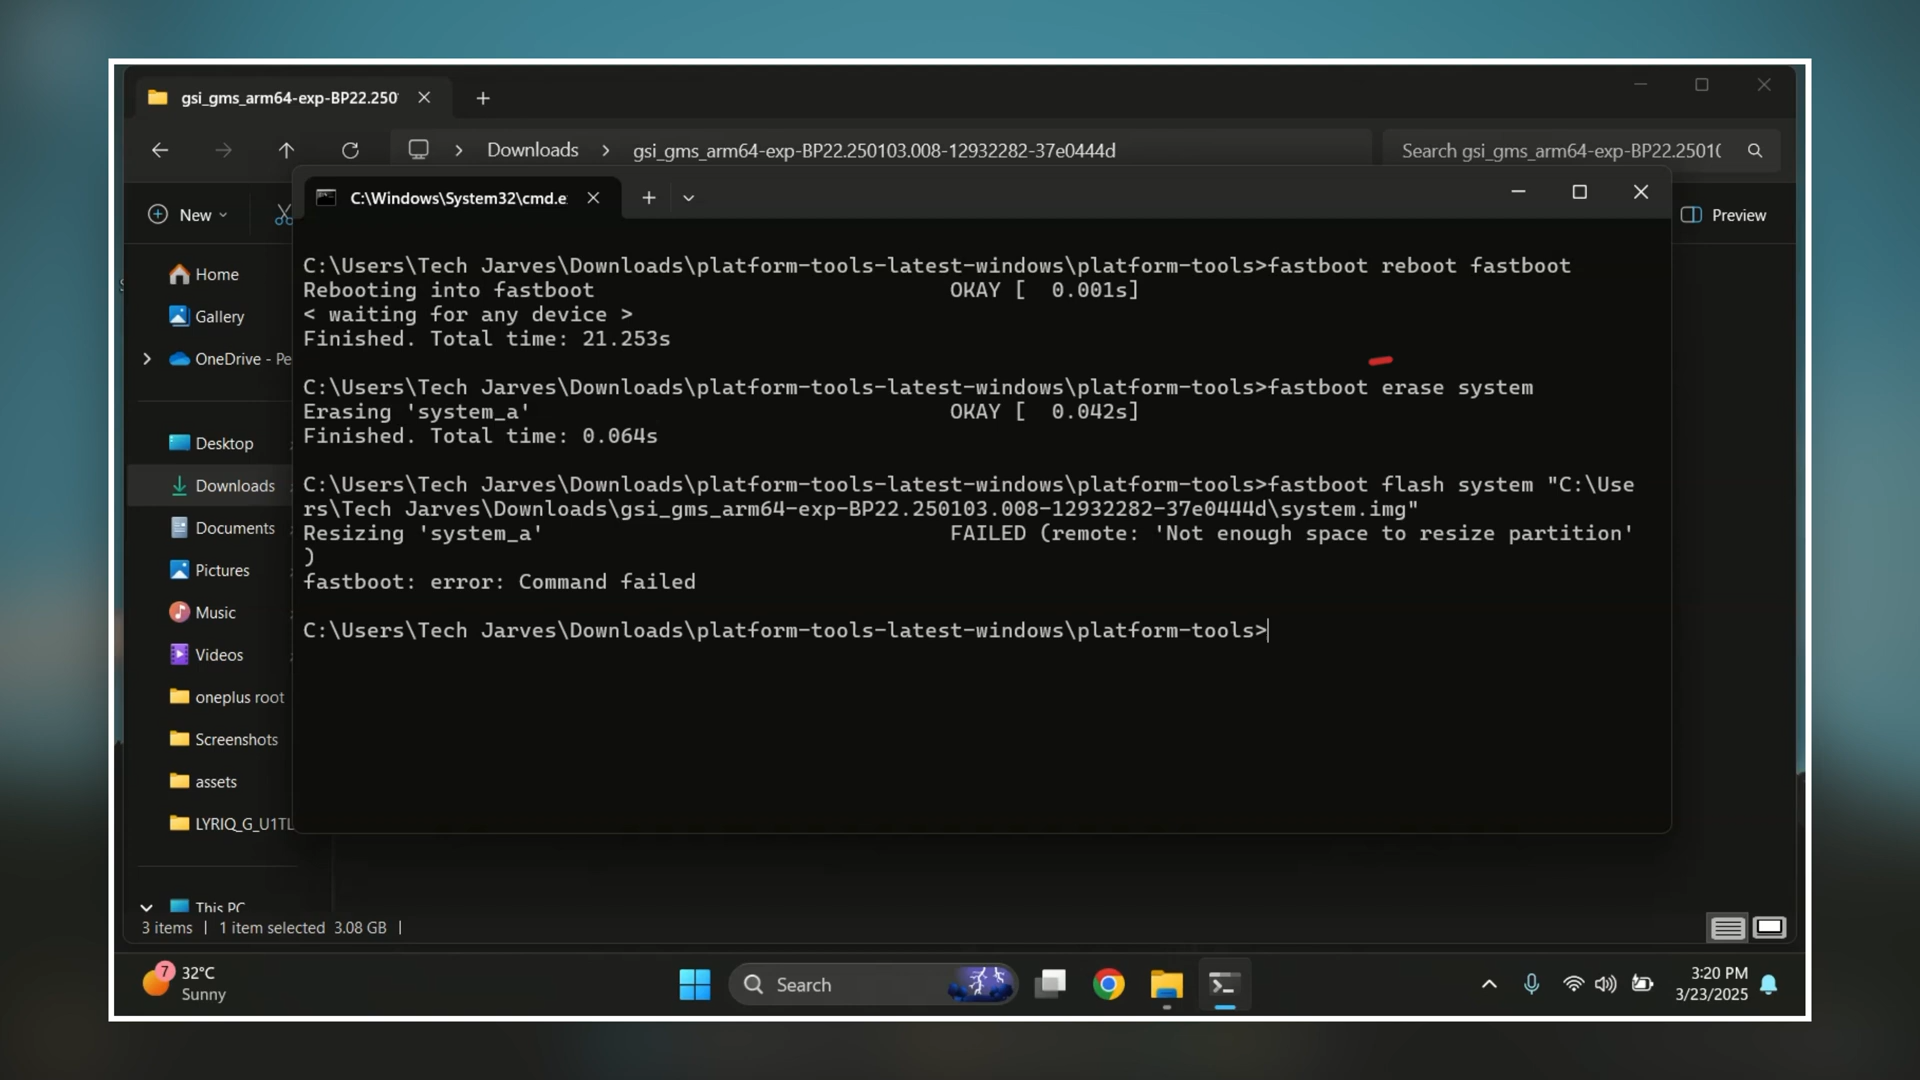 gsi_gms_arm64-exp-BP22.250
Downloads
gsi_gms_arm64-exp-BP22.250103.008-12932282-37e0444d
Search gsi_gms_arm64-exp-BP22.2501(
New
C:\Windows\System32\cmd.e
Preview
Home
Gallery
OneDrive - Pe
Desktop
Downloads
Documents
Pictures
Music
Videos
oneplus root
Screenshots
assets
LYRIQ_G_U1TL
This PC
C:\Users\Tech Jarves\Downloads\platform-tools-latest-windows\platform-tools>fastboot reboot fastboot
Rebooting into fastboot OKAY [ 0.001s]
< waiting for any device >
Finished. Total time: 21.253s
C:\Users\Tech Jarves\Downloads\platform-tools-latest-windows\platform-tools>fastboot erase system
Erasing 'system_a' OKAY [ 0.042s]
Finished. Total time: 0.064s
C:\Users\Tech Jarves\Downloads\platform-tools-latest-windows\platform-tools>fastboot flash system "C:\Use
rs\Tech Jarves\Downloads\gsi_gms_arm64-exp-BP22.250103.008-12932282-37e0444d\system.img"
Resizing 'system_a' FAILED (remote: 'Not enough space to resize partition'
)
fastboot: error: Command failed
C:\Users\Tech Jarves\Downloads\platform-tools-latest-windows\platform-tools>
3 items | 1 item selected 3.08 GB |
7
32°C
Sunny
Search
3:20 PM
3/23/2025